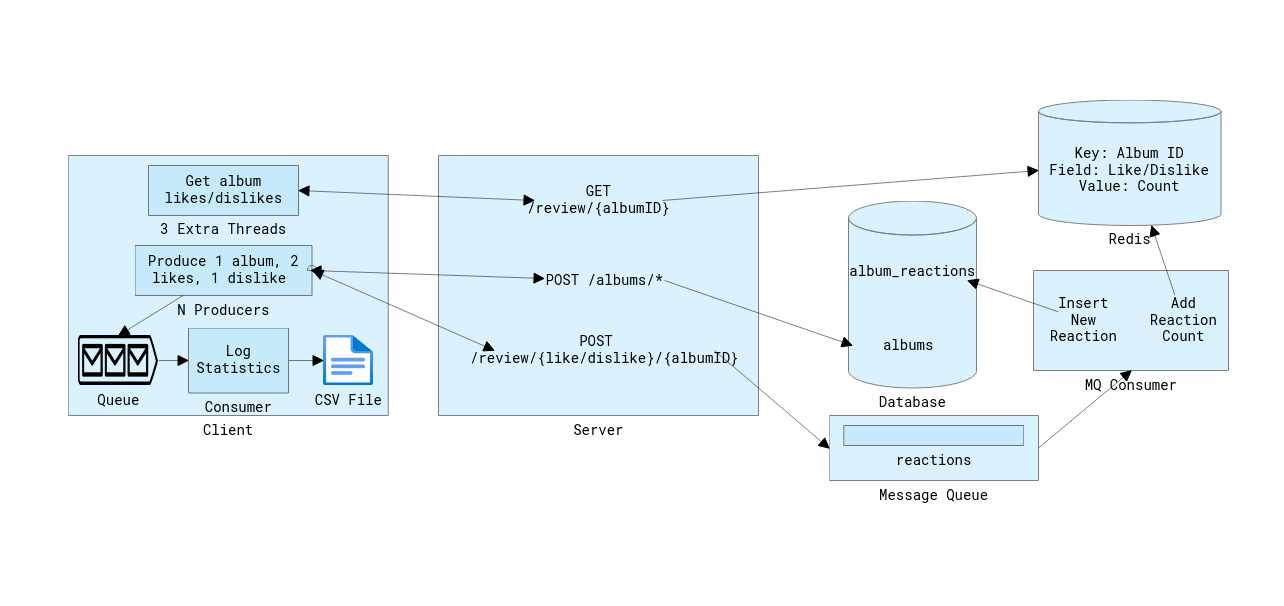 Get album
likes/dislikes
3 Extra Threads
Produce 1 album, 2
likes, 1 dislike
N Producers
Queue
Log
Statistics
Consumer
CSV File
Client
GET
/review/{albumID}
POST /albums/*
POST
/review/{like/dislike}/{albumID}
Server
album_reactions
albums
Database
reactions
Message Queue
Key: Album ID
Field: Like/Dislike
Value: Count
Redis
Insert
New
Reaction
Add
Reaction
Count
MQ Consumer